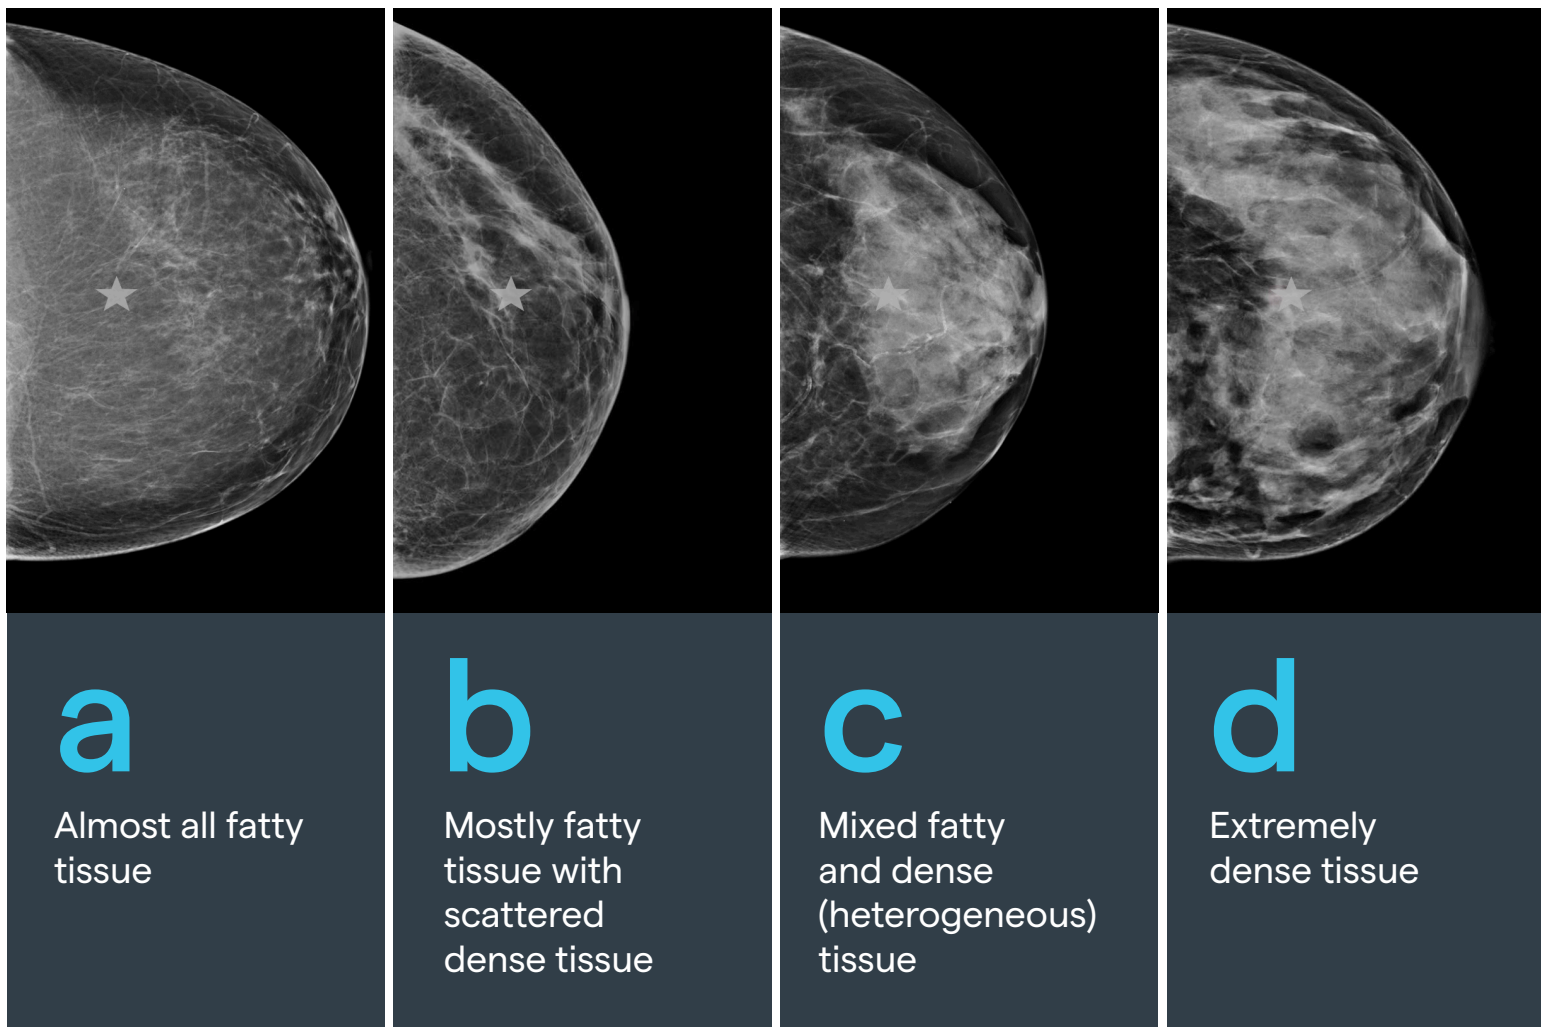 a
Almost all fatty
tissue
b
Mostly fatty
tissue with
scattered
dense tissue
c
Mixed fatty
and dense
(heterogeneous)
tissue
d
Extremely
dense tissue